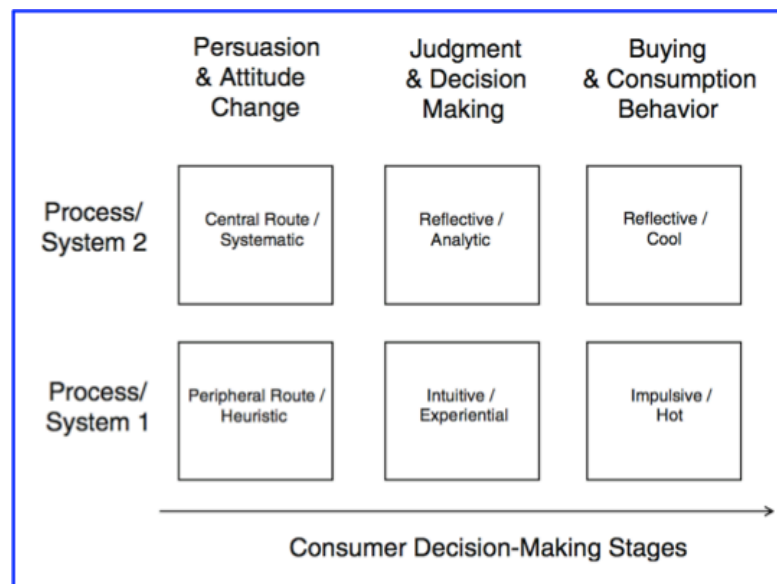 Persuasion
& Attitude
Change
Judgment
& Decision
Making
Buying
& Consumption
Behavior
Process/
System 2
Central Route /
Systematic
Reflective /
Analytic
Reflective /
Cool
Process/
System 1
Peripheral Route /
Heuristic
Intuitive /
Experiential
Impulsive /
Hot
Consumer Decision-Making Stages